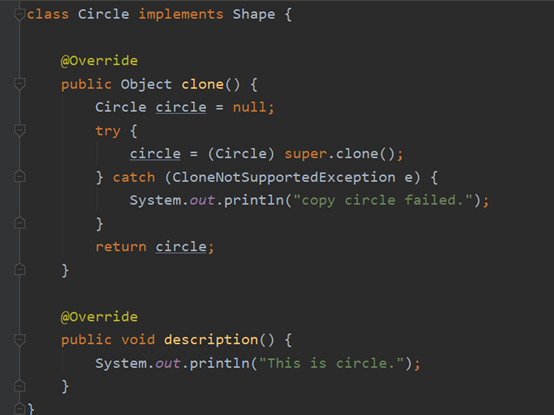 class Circle implements Shape {
@Override
public Object clone() {
Circle circle = null;
try {
circle = (Circle) super.clone();
} catch (CloneNotSupportedException e) {
System.out.println("copy circle failed.");
}
return circle;
}
@Override
public void description() {
System.out.println("This is circle.");
}
}